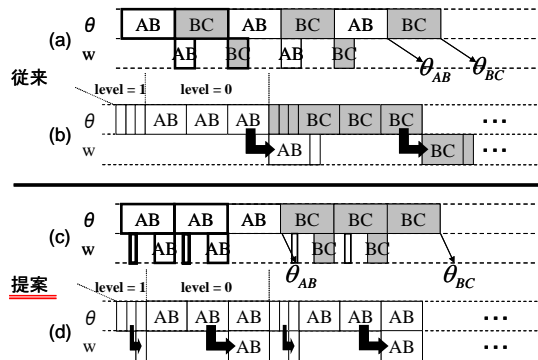 θ AB BC AB BC AB BC
(a)
w AB BC AB BC
θAB θBC
従来
level = 1 level = 0
θ AB AB AB BC BC BC ・・・
(b)
w AB BC ・・・
θ AB AB AB BC BC BC
(c)
w AB AB BC BC
θAB θBC
提案
level = 1 level = 0
θ AB AB AB AB AB AB ・・・
(d)
w AB AB ・・・